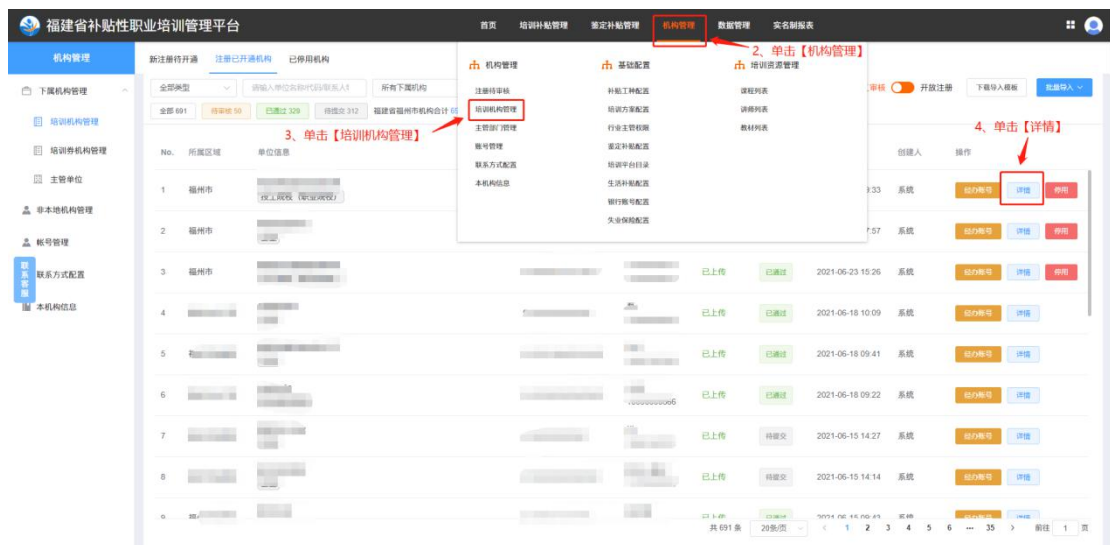 福建省补贴性职业培训管理平台
首页 培训补贴管理 鉴定补贴管理 机构管理 数据管理 实名制报表
2、单击【机构管理】
机构管理
新注册待开通 注册已开通机构 已停用机构
机构管理 基础配置 培训资源管理
下属机构管理
全部类型 所有下属机构
审核 开放注册 下载导入模板 批量导入
注册待审核 补贴工种配置 课程列表
全部 691 待审核 50 已通过 329 待提交 312 福建省福州市机构合计
培训机构管理 培训方案配置 讲师列表
培训机构管理
3、单击【培训机构管理】
主管部门管理 行业主管权限 教材列表
4、单击【详情】
培训券机构管理
账号管理 鉴定补贴配置
No. 所属区域 单位信息 创建人 操作
联系方式配置 培训平台目录
主管单位
本机构信息 生活补贴配置
1 福州市 系统 经办帐号 详情 停用
银行账号配置
非本地机构管理
失业保险配置
2 福州市 系统 经办帐号 详情 停用
帐号管理
联系客服
联系方式配置
3 福州市 已上传 已通过 2021-06-23 15:26 系统 经办帐号 详情 停用
本机构信息
4 已上传 已通过 2021-06-18 10:09 系统 经办帐号 详情
5 已上传 已通过 2021-06-18 09:41 系统 经办帐号 详情
6 已上传 已通过 2021-06-18 09:22 系统 经办帐号 详情
7 已上传 待提交 2021-06-15 14:27 系统 经办帐号 详情
8 已上传 待提交 2021-06-15 14:14 系统 经办帐号 详情
共 691 条 20条/页 1 2 3 4 5 6 ... 35 前往 1 页